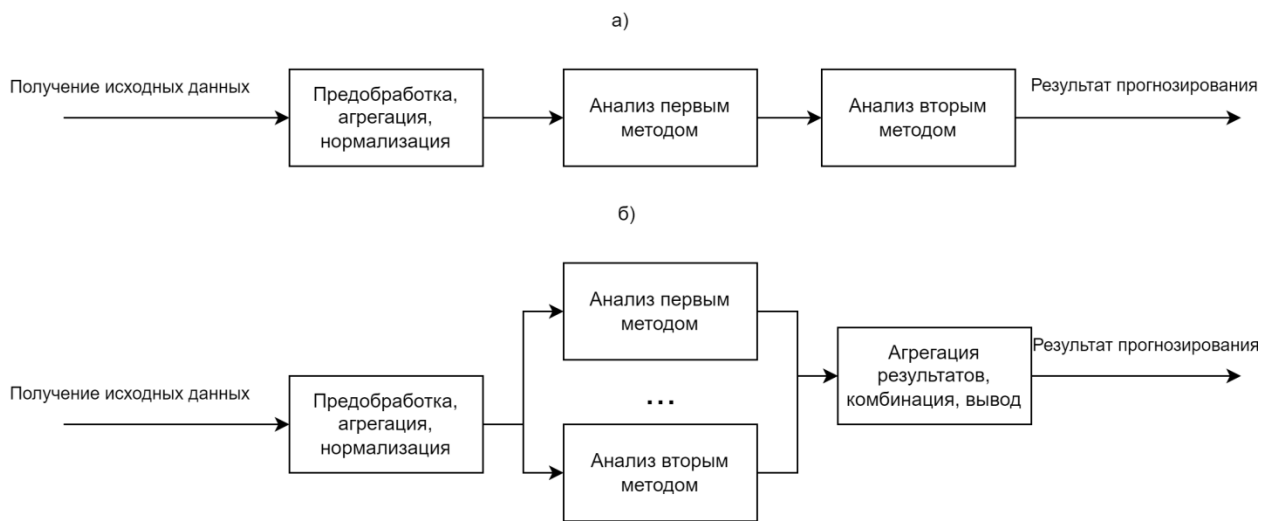 а)
Получение исходных данных
Предобработка,
агрегация,
нормализация
Анализ первым
методом
Анализ вторым
методом
Результат прогнозирования
б)
Получение исходных данных
Предобработка,
агрегация,
нормализация
Анализ первым
методом
...
Анализ вторым
методом
Агрегация
результатов,
комбинация, вывод
Результат прогнозирования